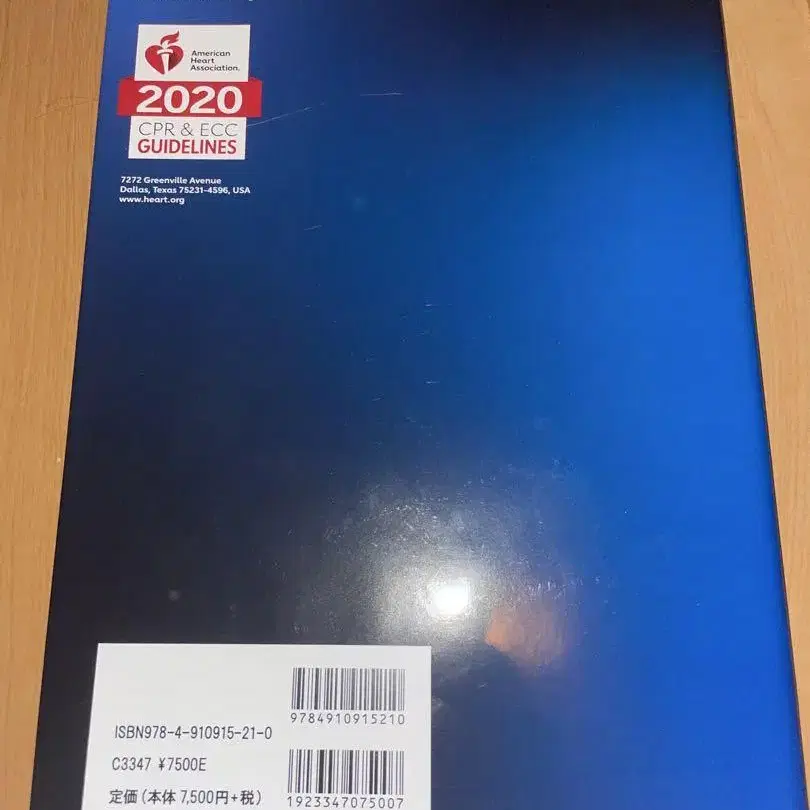 American
Heart
Association®
2020
CPR & ECC
GUIDELINES
7272 Greenville Avenue
Dallas, Texas 75231-4596, USA
www.heart.org
9784910915210
ISBN978-4-910915-21-0
C3347 ¥7500E
定価(本体 7,500円+税)
1923347075007